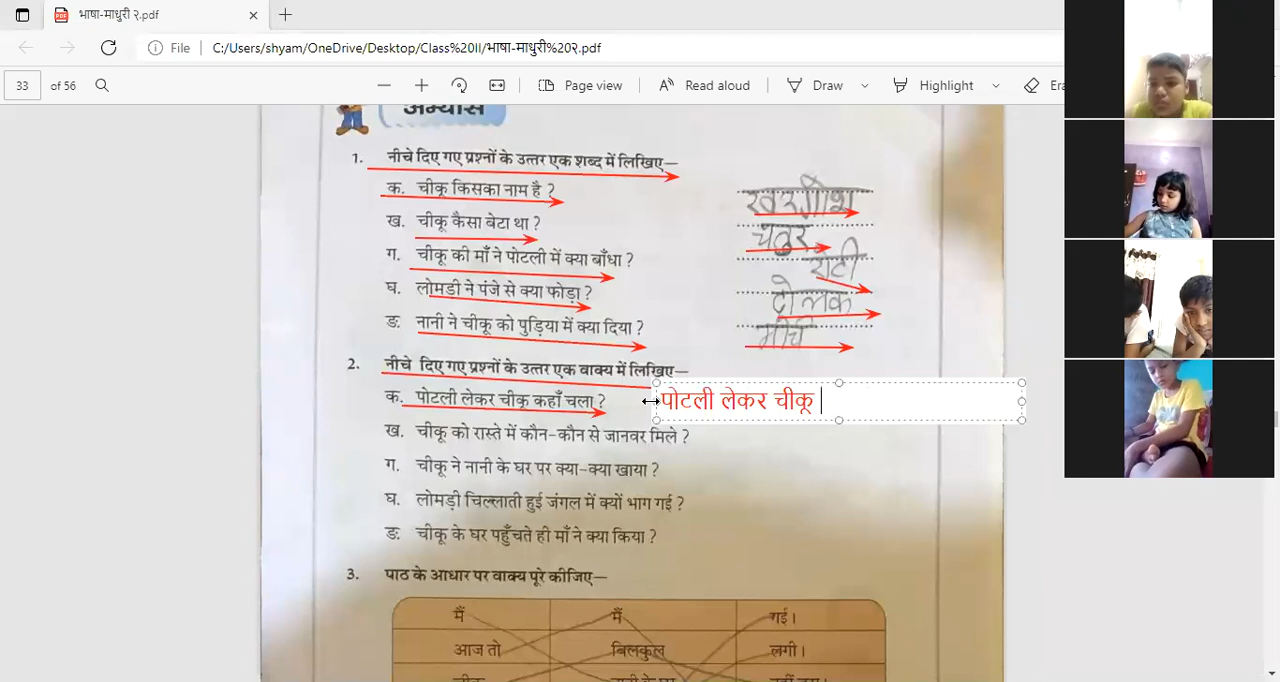 भाषा-माधुरी २.pdf
File C:/Users/shyam/OneDrive/Desktop/Class%20II/भाषा-माधुरी%20२.pdf
33 of 56 Page view Read aloud Draw Highlight Era
अभ्यास
1. नीचे दिए गए प्रश्नों के उत्तर एक शब्द में लिखिए—
क. चीकू किसका नाम है ? खरगोश
ख. चीकू कैसा बेटा था ? चतुर
ग. चीकू की माँ ने पोटली में क्या बाँधा ? रोटी
घ. लोमड़ी ने पंजे से क्या फोड़ा ? ढोलक
ङ. नानी ने चीकू को पुड़िया में क्या दिया ? मीर्च
2. नीचे दिए गए प्रश्नों के उत्तर एक वाक्य में लिखिए—
क. पोटली लेकर चीकू कहाँ चला ? पोटली लेकर चीकू
ख. चीकू को रास्ते में कौन-कौन से जानवर मिले ?
ग. चीकू ने नानी के घर पर क्या-क्या खाया ?
घ. लोमड़ी चिल्लाती हुई जंगल में क्यों भाग गई ?
ङ. चीकू के घर पहुँचते ही माँ ने क्या किया ?
3. पाठ के आधार पर वाक्य पूरे कीजिए—
मैं मैं गई।
आज तो बिलकुल लगी।